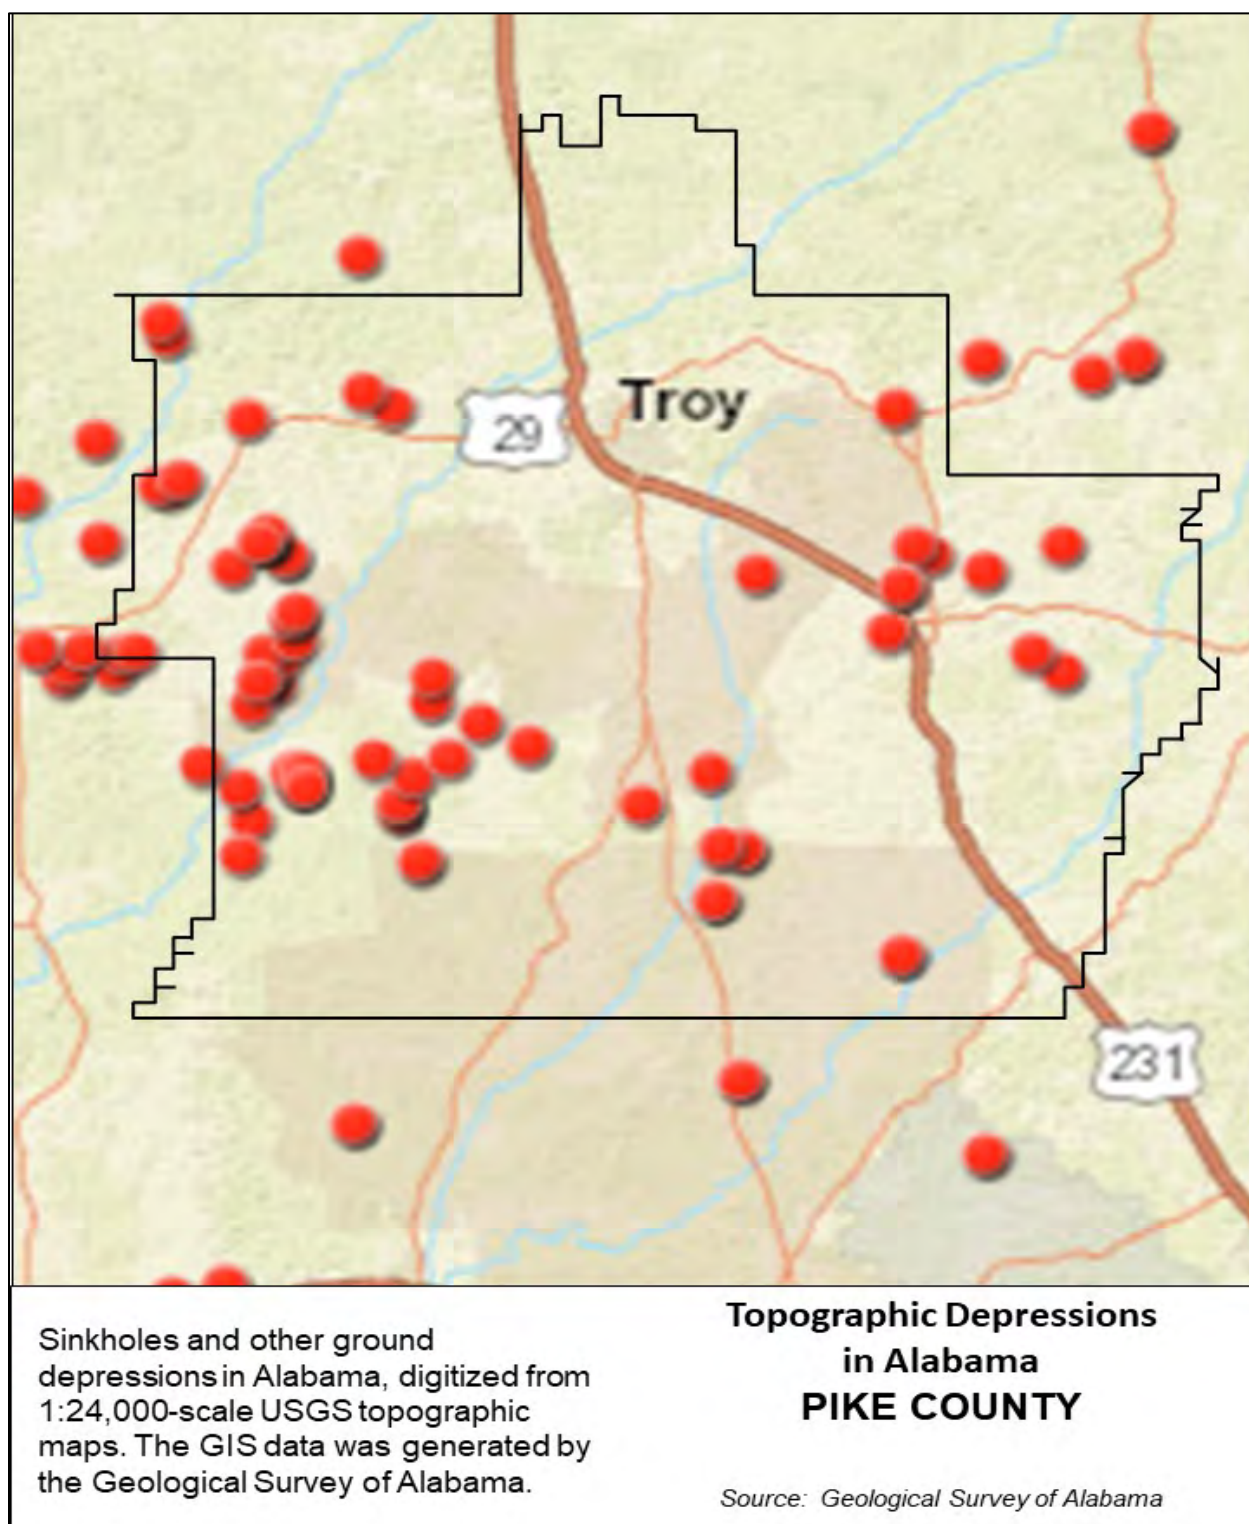 Troy
29
231
Sinkholes and other ground
depressions in Alabama, digitized from
1:24,000-scale USGS topographic
maps. The GIS data was generated by
the Geological Survey of Alabama.
Topographic Depressions
in Alabama
PIKE COUNTY
Source: Geological Survey of Alabama